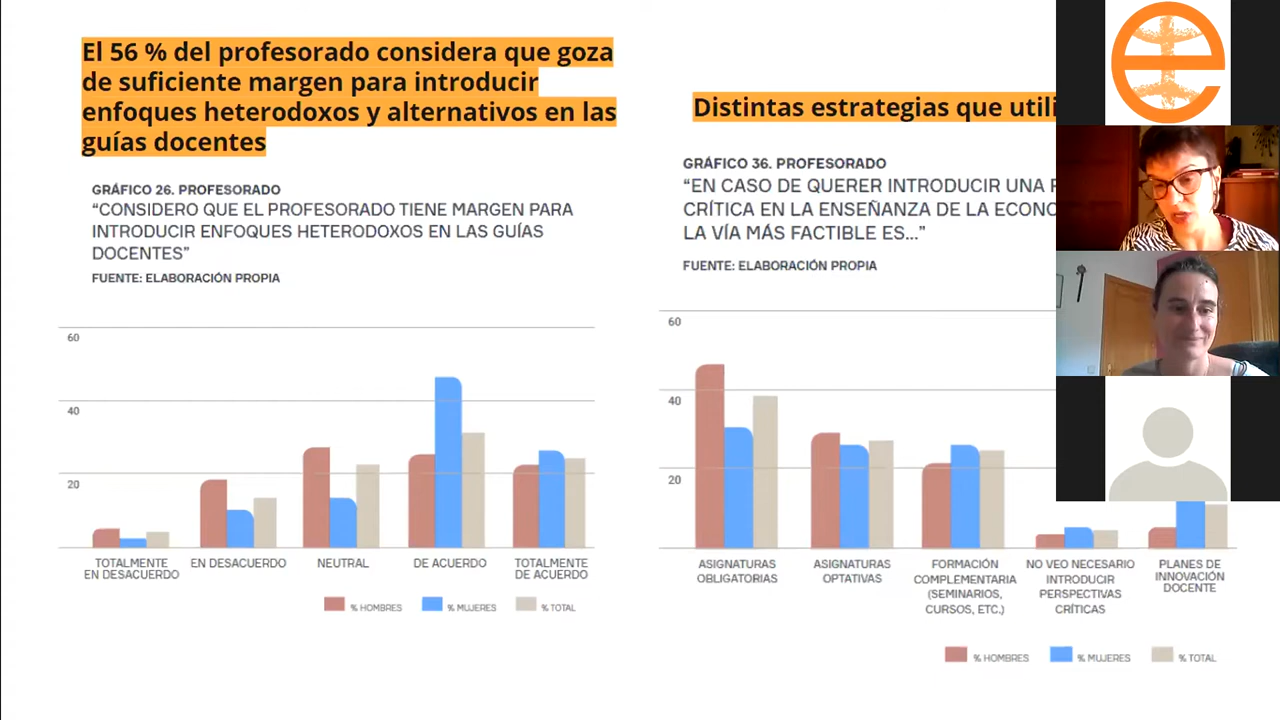 El 56 % del profesorado considera que goza
de suficiente margen para introducir
enfoques heterodoxos y alternativos en las
guías docentes
GRÁFICO 26. PROFESORADO
“CONSIDERO QUE EL PROFESORADO TIENE MARGEN PARA
INTRODUCIR ENFOQUES HETERODOXOS EN LAS GUÍAS
DOCENTES”
FUENTE: ELABORACIÓN PROPIA
60
40
20
TOTALMENTE
EN DESACUERDO
EN DESACUERDO
NEUTRAL
DE ACUERDO
TOTALMENTE
DE ACUERDO
% HOMBRES
% MUJERES
% TOTAL
Distintas estrategias que
GRÁFICO 36. PROFESORADO
“EN CASO DE QUERER INTRODUCIR UNA
CRÍTICA EN LA ENSEÑANZA DE LA
LA VÍA MÁS FACTIBLE ES...”
FUENTE: ELABORACIÓN PROPIA
60
40
20
ASIGNATURAS
OBLIGATORIAS
ASIGNATURAS
OPTATIVAS
FORMACIÓN
COMPLEMENTARIA
(SEMINARIOS,
CURSOS, ETC.)
NO VEO NECESARIO
INTRODUCIR
PERSPECTIVAS
CRÍTICAS
PLANES DE
INNOVACIÓN
DOCENTE
% HOMBRES
% MUJERES
% TOTAL